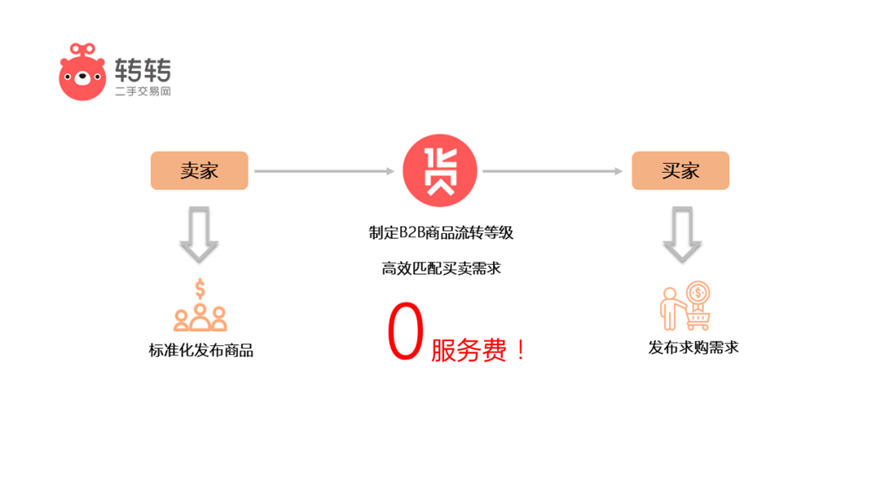 转转
二手交易网
卖家
货
买家
制定B2B商品流转等级
高效匹配买卖需求
0服务费！
$
标准化发布商品
$
发布求购需求